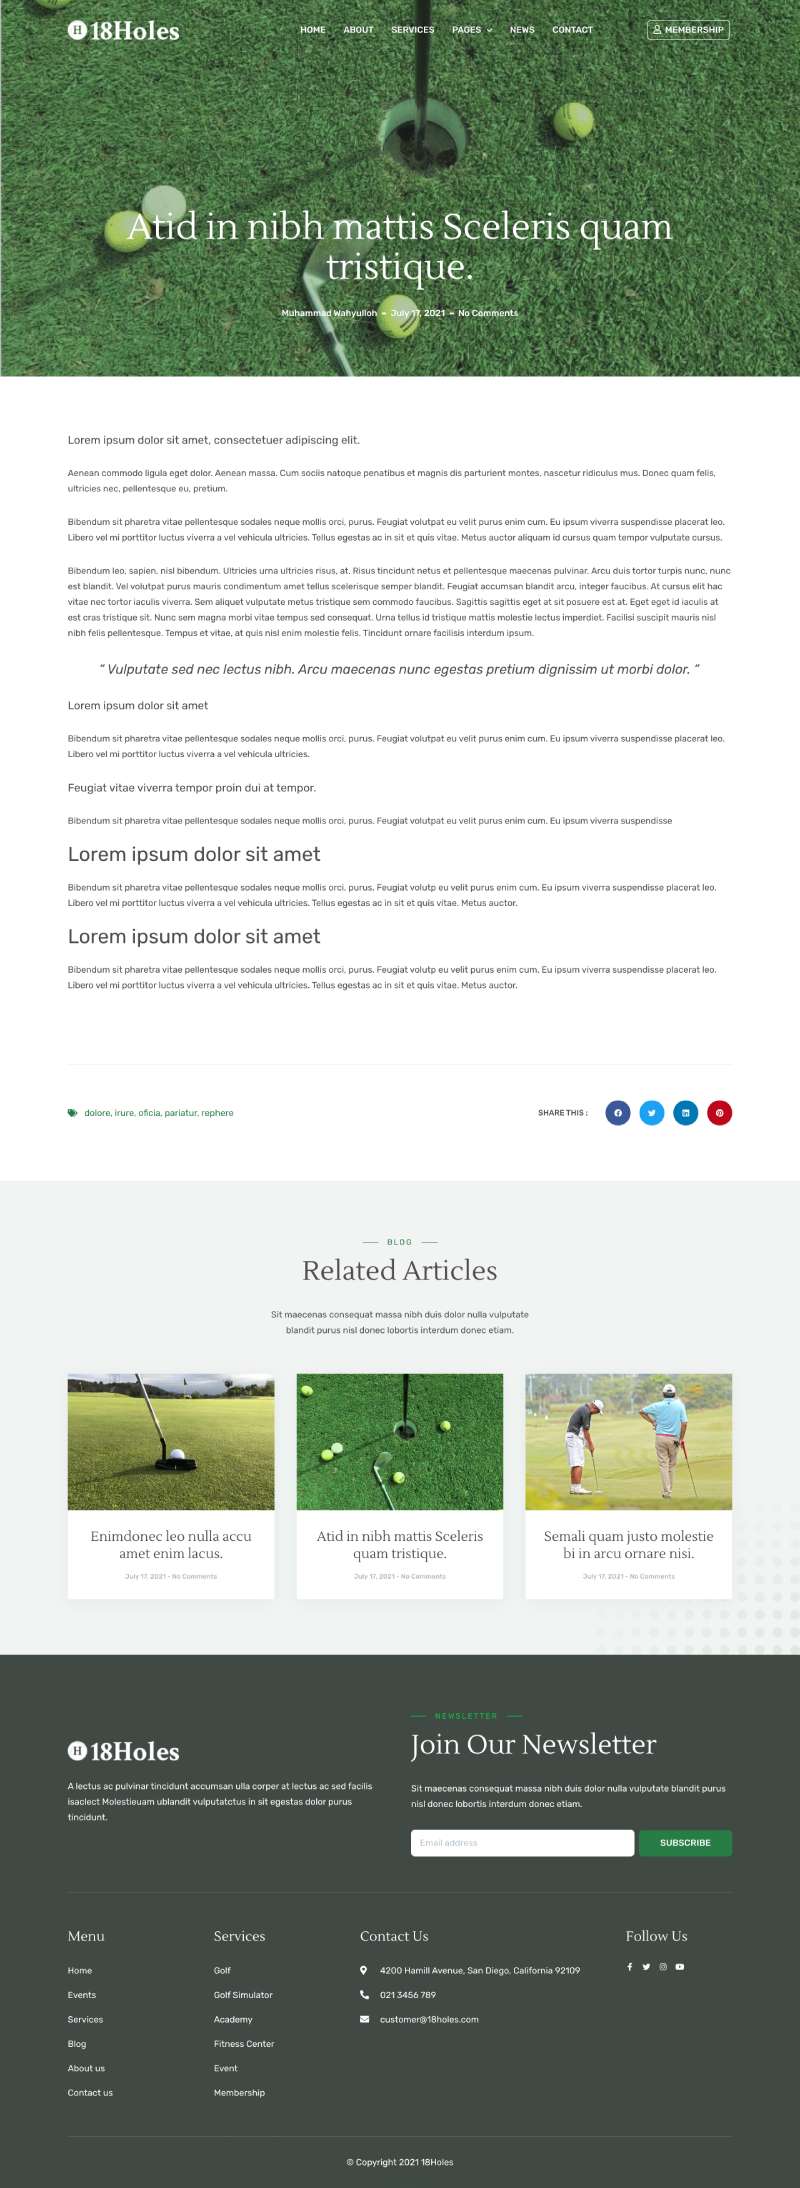 H 18Holes
HOME ABOUT SERVICES PAGES NEWS CONTACT
MEMBERSHIP
Atid in nibh mattis Sceleris quam
tristique.
Muhammad Wahyulloh - July 17, 2021 - No Comments
Lorem ipsum dolor sit amet, consectetuer adipiscing elit.
Aenean commodo ligula eget dolor. Aenean massa. Cum sociis natoque penatibus et magnis dis parturient montes, nascetur ridiculus mus. Donec quam felis,
ultricies nec, pellentesque eu, pretium.
Bibendum sit pharetra vitae pellentesque sodales neque mollis orci, purus. Feugiat volutpat eu velit purus enim cum. Eu ipsum viverra suspendisse placerat leo.
Libero vel mi porttitor luctus viverra a vel vehicula ultricies. Tellus egestas ac in sit et quis vitae. Metus auctor aliquam id cursus quam tempor vulputate cursus.
Bibendum leo, sapien, nisl bibendum. Ultricies urna ultricies risus, at. Risus tincidunt netus et pellentesque maecenas pulvinar. Arcu duis tortor turpis nunc, nunc
est blandit. Vel volutpat purus mauris condimentum amet tellus scelerisque semper blandit. Feugiat accumsan blandit arcu, integer faucibus. At cursus elit hac
vitae nec tortor iaculis viverra. Sem aliquet vulputate metus tristique sem commodo faucibus. Sagittis sagittis eget at sit posuere est at. Eget eget id iaculis at
est cras tristique sit. Nunc sem magna morbi vitae tempus sed consequat. Urna tellus id tristique mattis molestie lectus imperdiet. Facilisi suscipit mauris nisl
nibh felis pellentesque. Tempus et vitae, at quis nisl enim molestie felis. Tincidunt ornare facilisis interdum ipsum.
“ Vulputate sed nec lectus nibh. Arcu maecenas nunc egestas pretium dignissim ut morbi dolor. “
Lorem ipsum dolor sit amet
Bibendum sit pharetra vitae pellentesque sodales neque mollis orci, purus. Feugiat volutpat eu velit purus enim cum. Eu ipsum viverra suspendisse placerat leo.
Libero vel mi porttitor luctus viverra a vel vehicula ultricies.
Feugiat vitae viverra tempor proin dui at tempor.
Bibendum sit pharetra vitae pellentesque sodales neque mollis orci, purus. Feugiat volutpat eu velit purus enim cum. Eu ipsum viverra suspendisse
Lorem ipsum dolor sit amet
Bibendum sit pharetra vitae pellentesque sodales neque mollis orci, purus. Feugiat volutp eu velit purus enim cum. Eu ipsum viverra suspendisse placerat leo.
Libero vel mi porttitor luctus viverra a vel vehicula ultricies. Tellus egestas ac in sit et quis vitae. Metus auctor.
Lorem ipsum dolor sit amet
Bibendum sit pharetra vitae pellentesque sodales neque mollis orci, purus. Feugiat volutp eu velit purus enim cum. Eu ipsum viverra suspendisse placerat leo.
Libero vel mi porttitor luctus viverra a vel vehicula ultricies. Tellus egestas ac in sit et quis vitae. Metus auctor.
dolore, irure, oficia, pariatur, rephere
SHARE THIS :
BLOG
Related Articles
Sit maecenas consequat massa nibh duis dolor nulla vulputate
blandit purus nisl donec lobortis interdum donec etiam.
Enimdonec leo nulla accu
amet enim lacus.
July 17, 2021 - No Comments
Atid in nibh mattis Sceleris
quam tristique.
July 17, 2021 - No Comments
Semali quam justo molestie
bi in arcu ornare nisi.
July 17, 2021 - No Comments
H 18Holes
A lectus ac pulvinar tincidunt accumsan ulla corper at lectus ac sed facilis
isaclect Molestieuam ublandit vulputatctus in sit egestas dolor purus
tincidunt.
NEWSLETTER
Join Our Newsletter
Sit maecenas consequat massa nibh duis dolor nulla vulputate blandit purus
nisl donec lobortis interdum donec etiam.
Email address
SUBSCRIBE
Menu
Home
Events
Services
Blog
About us
Contact us
Services
Golf
Golf Simulator
Academy
Fitness Center
Event
Membership
Contact Us
4200 Hamill Avenue, San Diego, California 92109
021 3456 789
customer@18holes.com
Follow Us
© Copyright 2021 18Holes